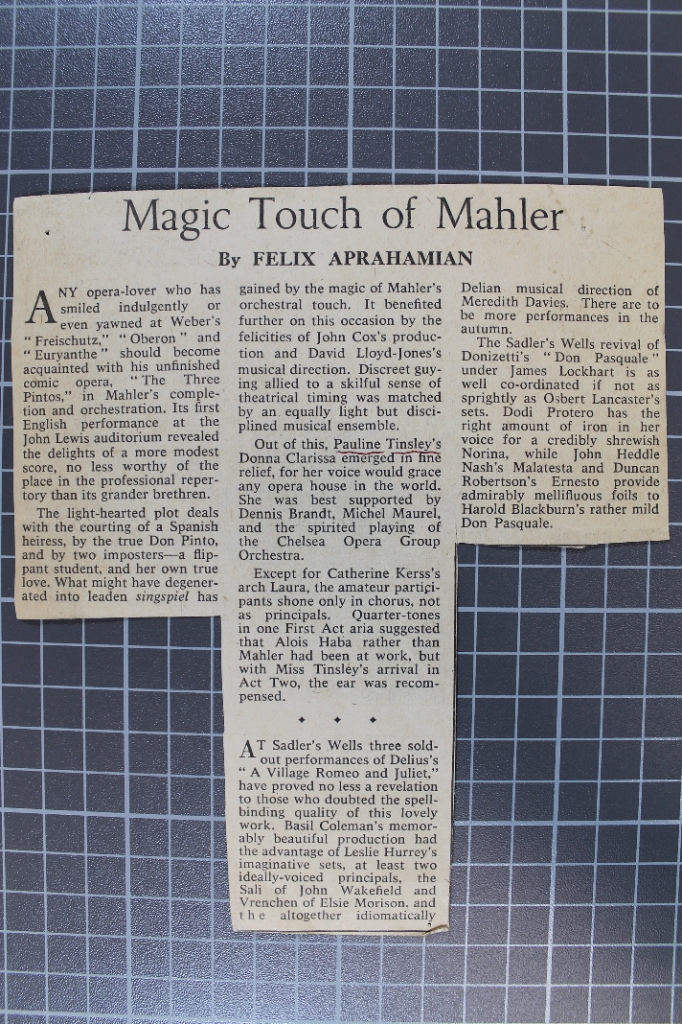 Magic Touch of Mahler
By FELIX APRAHAMIAN
ANY opera-lover who has
smiled indulgently or
even yawned at Weber's
"Freischutz," "Oberon" and
"Euryanthe" should become
acquainted with his unfinished
comic opera, "The Three
Pintos," in Mahler's comple-
tion and orchestration. Its first
English performance at the
John Lewis auditorium revealed
the delights of a more modest
score, no less worthy of the
place in the professional reper-
tory than its grander brethren.
The light-hearted plot deals
with the courting of a Spanish
heiress, by the true Don Pinto,
and by two imposters—a flip-
pant student, and her own true
love. What might have degener-
ated into leaden singspiel has
gained by the magic of Mahler's
orchestral touch. It benefited
further on this occasion by the
felicities of John Cox's produc-
tion and David Lloyd-Jones's
musical direction. Discreet guy-
ing allied to a skilful sense of
theatrical timing was matched
by an equally light but disci-
plined musical ensemble.
Out of this, Pauline Tinsley's
Donna Clarissa emerged in fine
relief, for her voice would grace
any opera house in the world.
She was best supported by
Dennis Brandt, Michel Maurel,
and the spirited playing of
the Chelsea Opera Group
Orchestra.
Except for Catherine Kerss's
arch Laura, the amateur partici-
pants shone only in chorus, not
as principals. Quarter-tones
in one First Act aria suggested
that Alois Haba rather than
Mahler had been at work, but
with Miss Tinsley's arrival in
Act Two, the ear was recom-
pensed.
AT Sadler's Wells three sold-
out performances of Delius's
"A Village Romeo and Juliet,"
have proved no less a revelation
to those who doubted the spell-
binding quality of this lovely
work. Basil Coleman's memor-
ably beautiful production had
the advantage of Leslie Hurrey's
imaginative sets, at least two
ideally-voiced principals, the
Sali of John Wakefield and
Vrenchen of Elsie Morison, and
the altogether idiomatically
Delian musical direction of
Meredith Davies. There are to
be more performances in the
autumn.
The Sadler's Wells revival of
Donizetti's "Don Pasquale"
under James Lockhart is as
well co-ordinated if not as
sprightly as Osbert Lancaster's
sets. Dodi Protero has the
right amount of iron in her
voice for a credibly shrewish
Norina, while John Heddle
Nash's Malatesta and Duncan
Robertson's Ernesto provide
admirably mellifluous foils to
Harold Blackburn's rather mild
Don Pasquale.